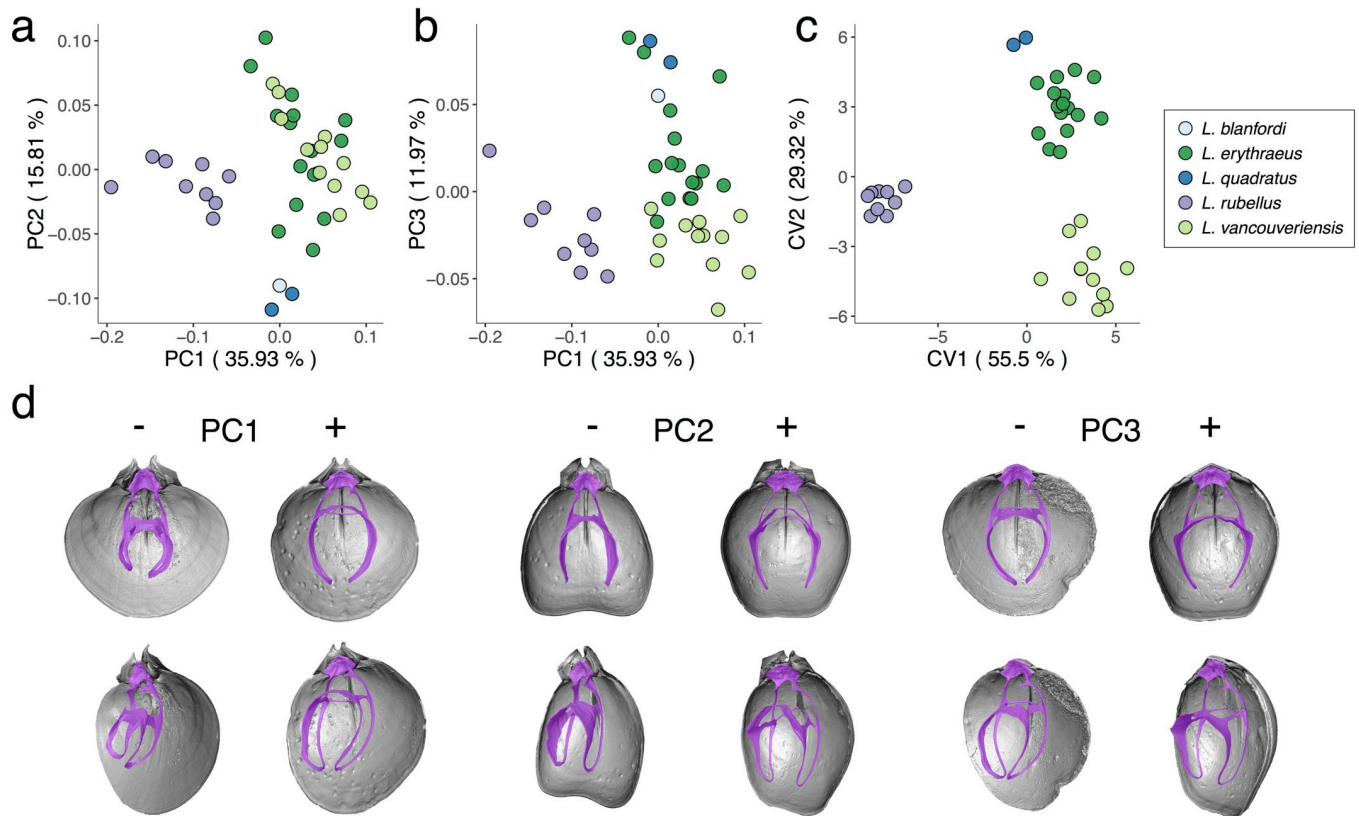 a
0.10
0.05
0.00
−0.05
−0.10
PC2 ( 15.81 %)
−0.2
−0.1
0.0
0.1
PC1 ( 35.93 %)
b
0.05
0.00
−0.05
PC3 ( 11.97 %)
−0.2
−0.1
0.0
0.1
PC1 ( 35.93 %)
c
6
3
0
−3
−6
CV2 ( 29.32 %)
−5
0
5
CV1 ( 55.5 %)
L. blanfordi
L. erythraeus
L. quadratus
L. rubellus
L. vancouveriensis
d
- PC1 +
- PC2 +
- PC3 +